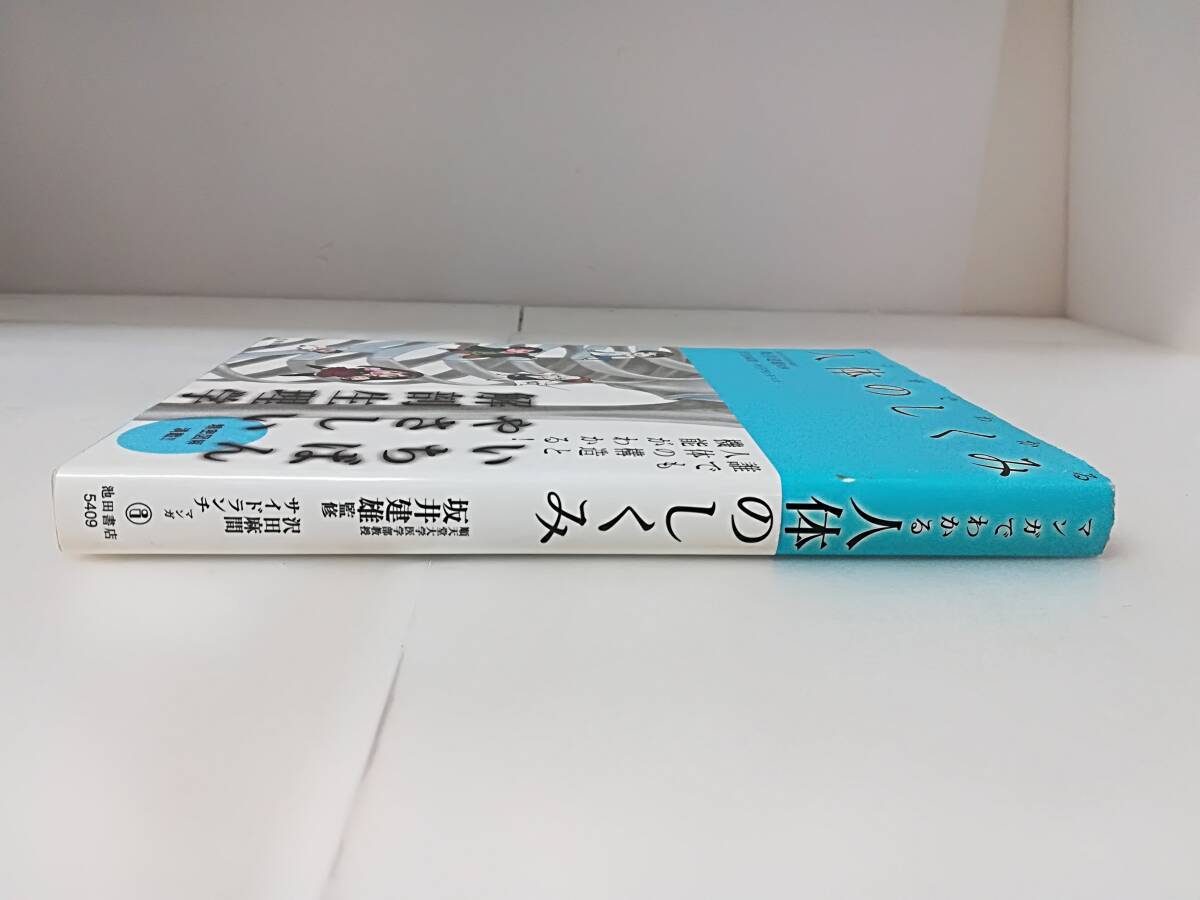 マンガでわかる
人体のしくみ
順天堂大学医学部教授
坂井建雄 監修
沢田麻間
サイドランチ マンガ
池田書店
5409
人体のしくみ
誰でも
人体の構造と
機能がわかる!
いちばん
やさしい
解剖生理学